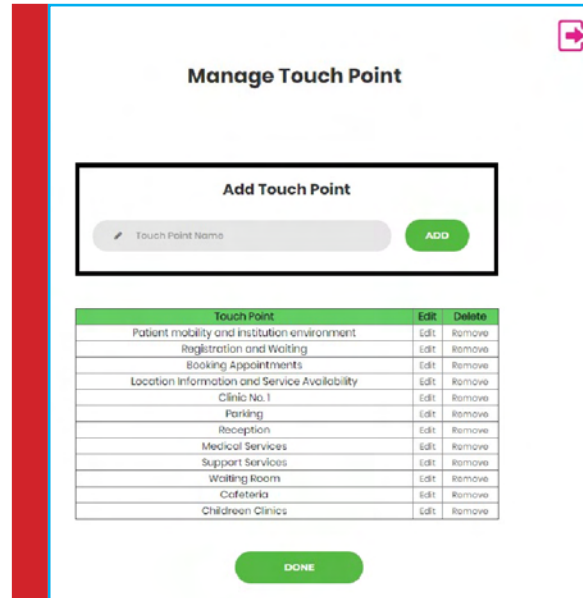 Manage Touch Point
Add Touch Point
Touch Point Name ADD
Touch Point Edit Delete
Patient mobility and institution environment Edit Remove
Registration and Waiting Edit Remove
Booking Appointments Edit Remove
Location Information and Service Availability Edit Remove
Clinic No. 1 Edit Remove
Parking Edit Remove
Reception Edit Remove
Medical Services Edit Remove
Support Services Edit Remove
Waiting Room Edit Remove
Cafeteria Edit Remove
Childreen Clinics Edit Remove
DONE